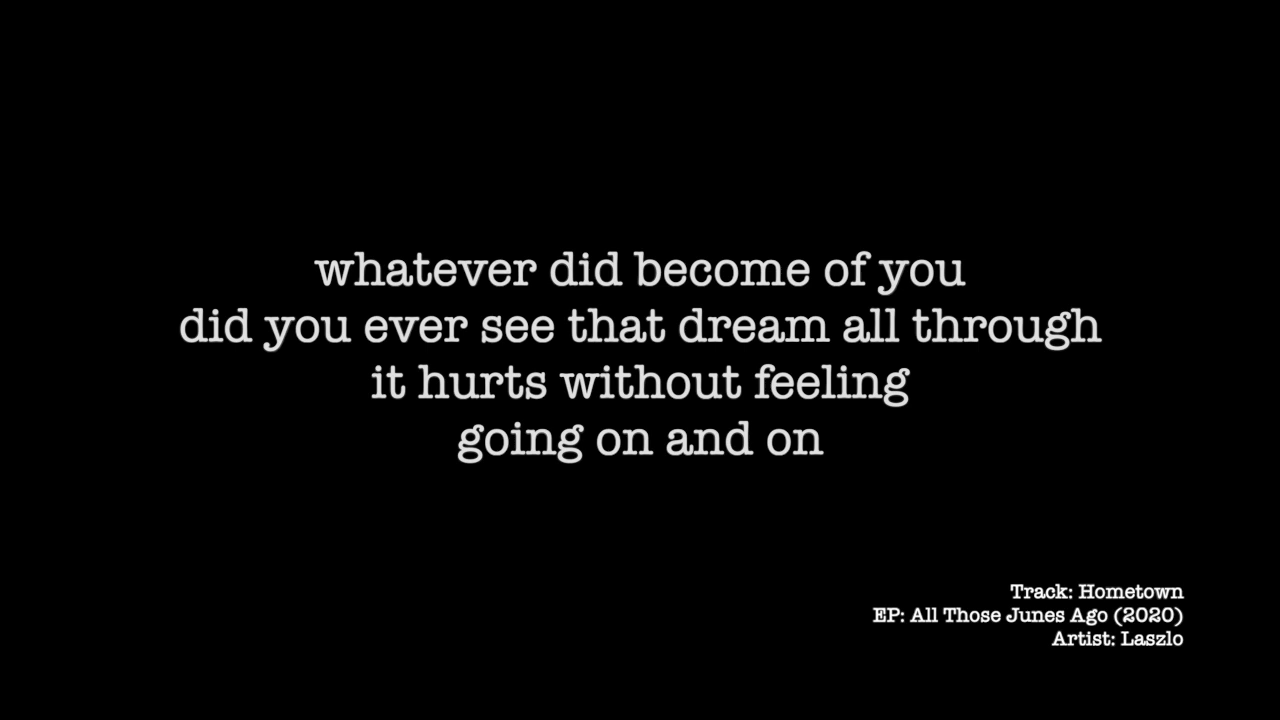 whatever did become of you
did you ever see that dream all through
it hurts without feeling
going on and on
Track: Hometown
EP: All Those Junes Ago (2020)
Artist: Laszlo